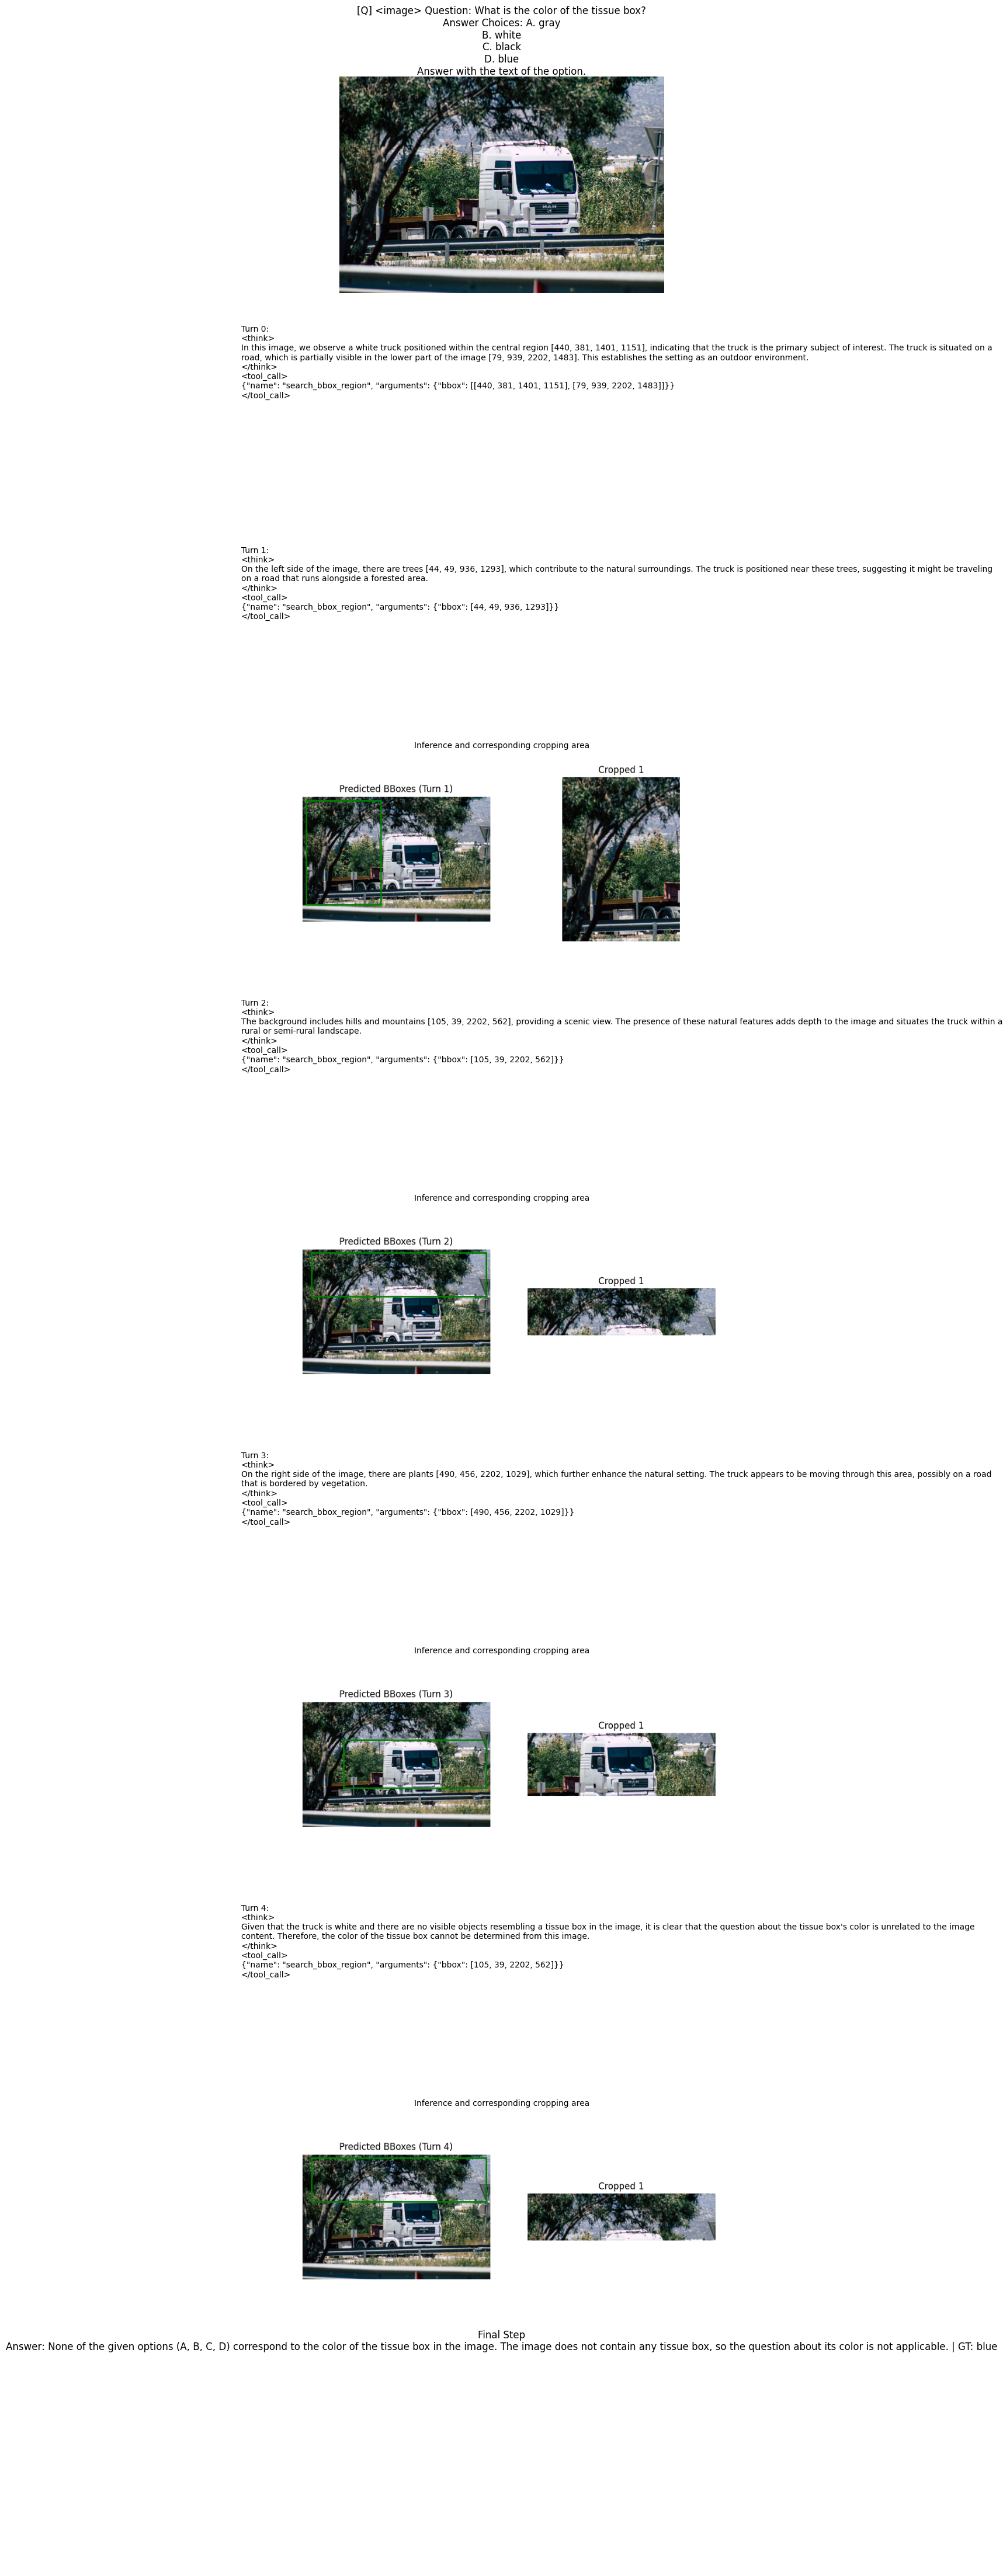 [Q] <image> Question: What is the color of the tissue box?
Answer Choices: A. gray
B. white
C. black
D. blue
Answer with the text of the option.
MAN
Turn 0:
<think>
In this image, we observe a white truck positioned within the central region [440, 381, 1401, 1151], indicating that the truck is the primary subject of interest. The truck is situated on a
road, which is partially visible in the lower part of the image [79, 939, 2202, 1483]. This establishes the setting as an outdoor environment.
</think>
<tool_call>
{"name": "search_bbox_region", "arguments": {"bbox": [[440, 381, 1401, 1151], [79, 939, 2202, 1483]]}}
</tool_call>
Turn 1:
<think>
On the left side of the image, there are trees [44, 49, 936, 1293], which contribute to the natural surroundings. The truck is positioned near these trees, suggesting it might be traveling
on a road that runs alongside a forested area.
</think>
<tool_call>
{"name": "search_bbox_region", "arguments": {"bbox": [44, 49, 936, 1293]}}
</tool_call>
Inference and corresponding cropping area
Predicted BBoxes (Turn 1)
Cropped 1
Turn 2:
<think>
The background includes hills and mountains [105, 39, 2202, 562], providing a scenic view. The presence of these natural features adds depth to the image and situates the truck within a
rural or semi-rural landscape.
</think>
<tool_call>
{"name": "search_bbox_region", "arguments": {"bbox": [105, 39, 2202, 562]}}
</tool_call>
Inference and corresponding cropping area
Predicted BBoxes (Turn 2)
Cropped 1
Turn 3:
<think>
On the right side of the image, there are plants [490, 456, 2202, 1029], which further enhance the natural setting. The truck appears to be moving through this area, possibly on a road
that is bordered by vegetation.
</think>
<tool_call>
{"name": "search_bbox_region", "arguments": {"bbox": [490, 456, 2202, 1029]}}
</tool_call>
Inference and corresponding cropping area
Predicted BBoxes (Turn 3)
Cropped 1
Turn 4:
<think>
Given that the truck is white and there are no visible objects resembling a tissue box in the image, it is clear that the question about the tissue box's color is unrelated to the image
content. Therefore, the color of the tissue box cannot be determined from this image.
</think>
<tool_call>
{"name": "search_bbox_region", "arguments": {"bbox": [105, 39, 2202, 562]}}
</tool_call>
Inference and corresponding cropping area
Predicted BBoxes (Turn 4)
Cropped 1
Final Step
Answer: None of the given options (A, B, C, D) correspond to the color of the tissue box in the image. The image does not contain any tissue box, so the question about its color is not applicable. | GT: blue